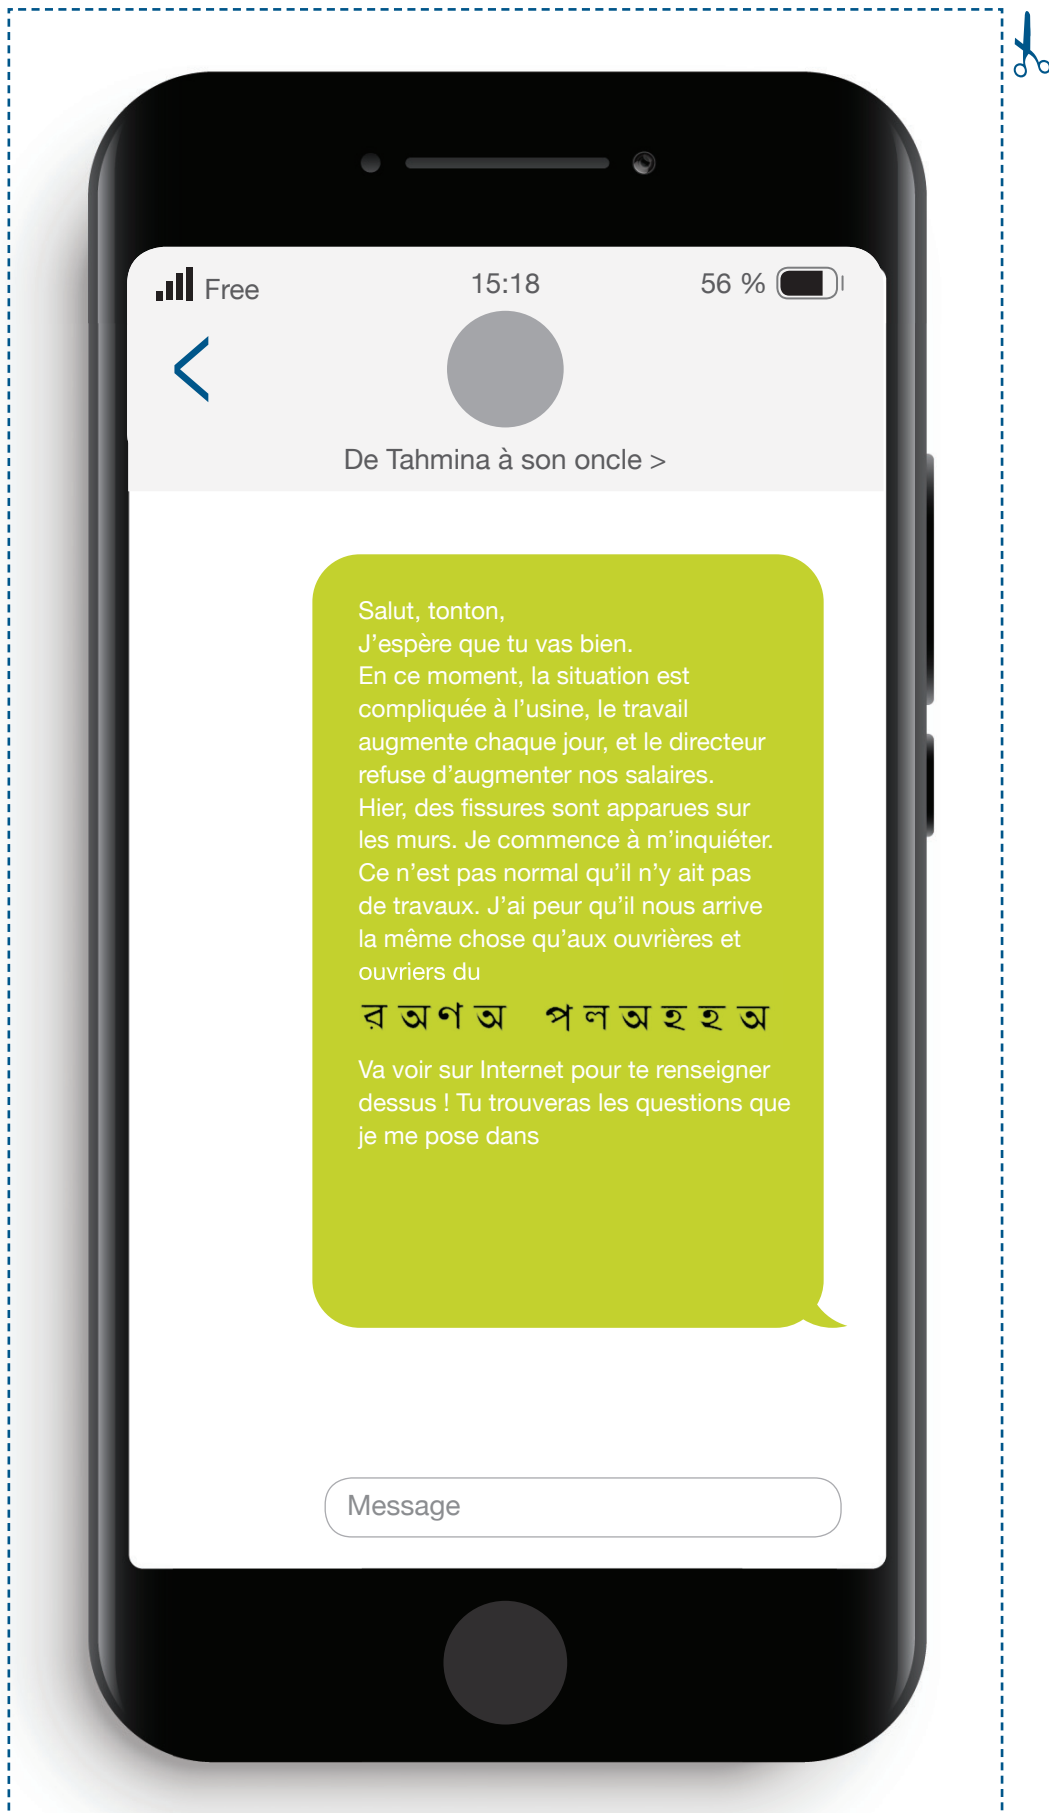 Free 15:18 56 %
De Tahmina à son oncle >
Salut, tonton,
J’espère que tu vas bien.
En ce moment, la situation est
compliquée à l’usine, le travail
augmente chaque jour, et le directeur
refuse d’augmenter nos salaires.
Hier, des fissures sont apparues sur
les murs. Je commence à m’inquiéter.
Ce n’est pas normal qu’il n’y ait pas
de travaux. J’ai peur qu’il nous arrive
la même chose qu’aux ouvrières et
ouvriers du
র অ ণ অ প ল অ হ হ অ
Va voir sur Internet pour te renseigner
dessus ! Tu trouveras les questions que
je me pose dans
Message